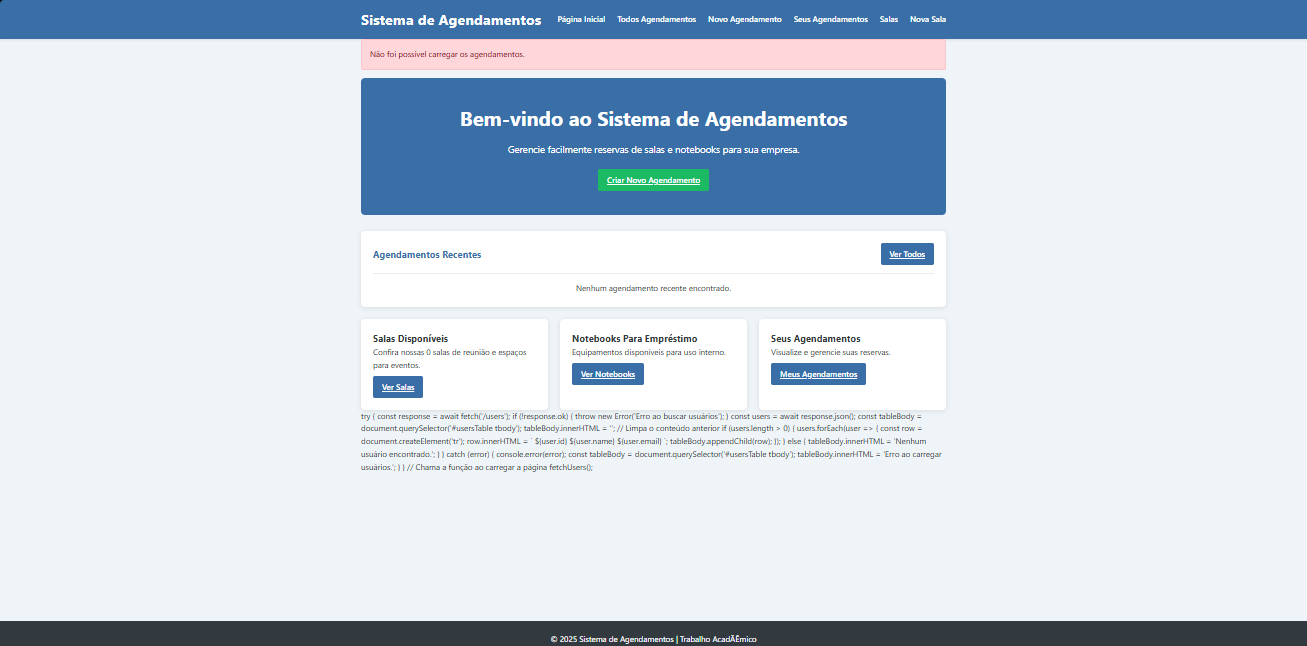 Sistema de Agendamentos Página Inicial Todos Agendamentos Novo Agendamento Seus Agendamentos Salas Nova Sala
Não foi possível carregar os agendamentos.
Bem-vindo ao Sistema de Agendamentos
Gerencie facilmente reservas de salas e notebooks para sua empresa.
Criar Novo Agendamento
Agendamentos Recentes
Ver Todos
Nenhum agendamento recente encontrado.
Salas Disponíveis
Confira nossas 0 salas de reunião e espaços
para eventos.
Ver Salas
Notebooks Para Empréstimo
Equipamentos disponíveis para uso interno.
Ver Notebooks
Seus Agendamentos
Visualize e gerencie suas reservas.
Meus Agendamentos
try { const response = await fetch('/users'); if (!response.ok) { throw new Error('Erro ao buscar usuários'); } const users = await response.json(); const tableBody =
document.querySelector('#usersTable tbody'); tableBody.innerHTML = ''; // Limpa o conteúdo anterior if (users.length > 0) { users.forEach(user => { const row =
document.createElement('tr'); row.innerHTML = ` ${user.id} ${user.name} ${user.email} `; tableBody.appendChild(row); }); } else { tableBody.innerHTML = 'Nenhum
usuário encontrado.'; } } catch (error) { console.error(error); const tableBody = document.querySelector('#usersTable tbody'); tableBody.innerHTML = 'Erro ao carregar
usuários.'; } } // Chama a função ao carregar a página fetchUsers();
© 2025 Sistema de Agendamentos | Trabalho AcadÃÊmico